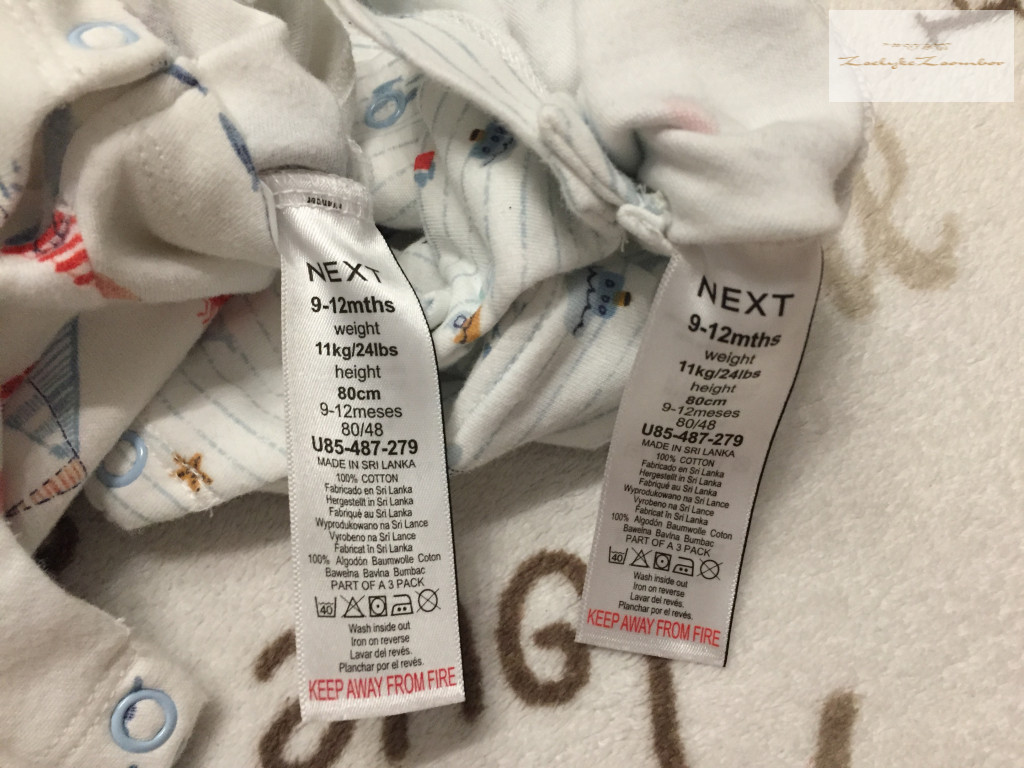 NEXT
9-12mths
weight
11kg/24lbs
height
80cm
9-12meses
80/48
U85-487-279
MADE IN SRI LANKA
100% COTTON
Fabricado en Sri Lanka
Hergestellt in Sri Lanka
Fabriqué au Sri Lanka
Wyprodukowano na Sri Lance
Vyrobeno na Sri Lance
Fabricat în Sri Lanka
100% Algodón Baumwolle Coton
Bawełna Bavlna Bumbac
PART OF A 3 PACK
40
Wash inside out
Iron on reverse
Lavar del revés.
Planchar por el revés.
KEEP AWAY FROM FIRE
NEXT
9-12mths
weight
11kg/24lbs
height
80cm
9-12meses
80/48
U85-487-279
MADE IN SRI LANKA
100% COTTON
Fabricado en Sri Lanka
Hergestellt in Sri Lanka
Fabriqué au Sri Lanka
Wyprodukowano na Sri Lance
Vyrobeno na Sri Lance
Fabricat în Sri Lanka
100% Algodón Baumwolle Coton
Bawełna Bavlna Bumbac
PART OF A 3 PACK
40
Wash inside out
Iron on reverse
Lavar del revés.
Planchar por el revés.
KEEP AWAY FROM FIRE